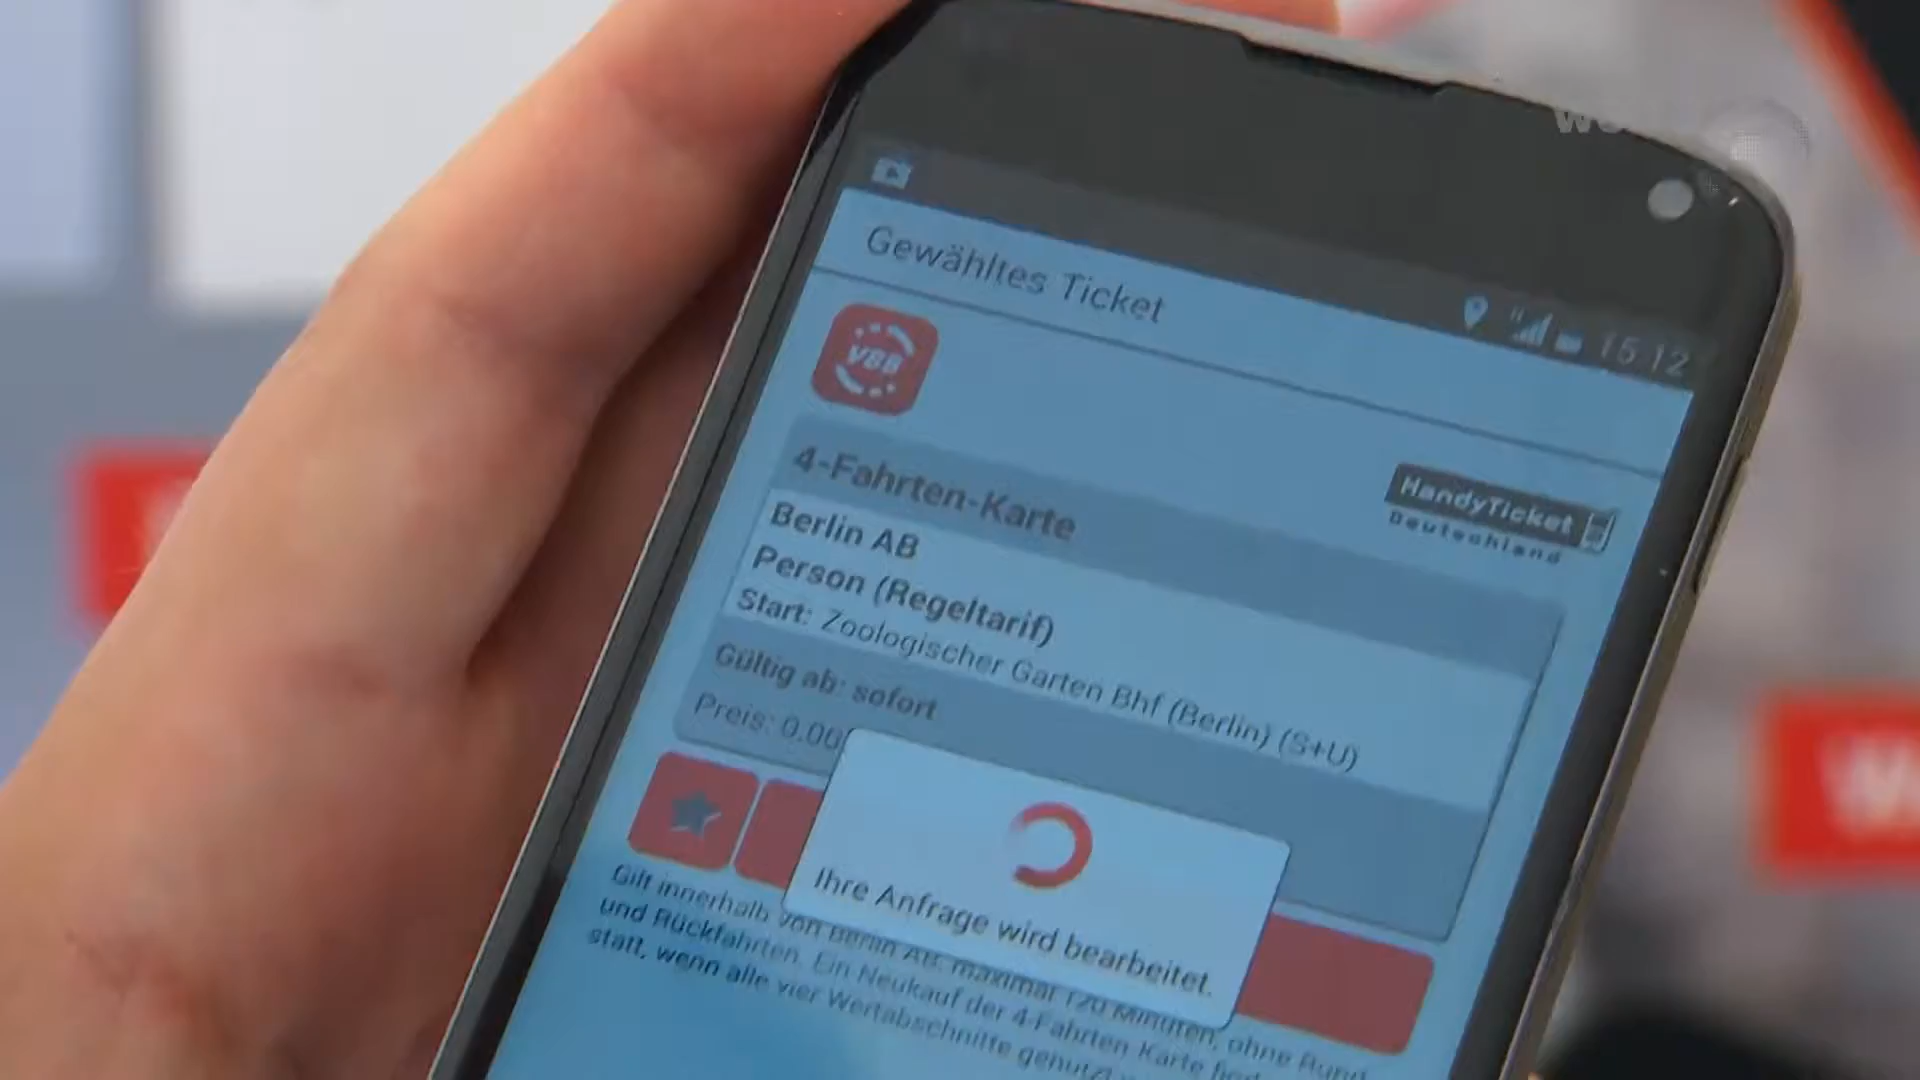 15:12
Gewähltes Ticket
VBB
HandyTicket
Deutschland
4-Fahrten-Karte
Berlin AB
Person (Regeltarif)
Start: Zoologischer Garten Bhf (Berlin) (S+U)
Gültig ab: sofort
Preis: 0.00
Ihre Anfrage wird bearbeitet.
Gilt innerhalb von Berlin AB. maximal 120 Minuten, ohne Rund
und Rückfahrten. Ein Neukauf der 4-Fahrten Karte
statt, wenn alle vier Wertabschnitte genutzt